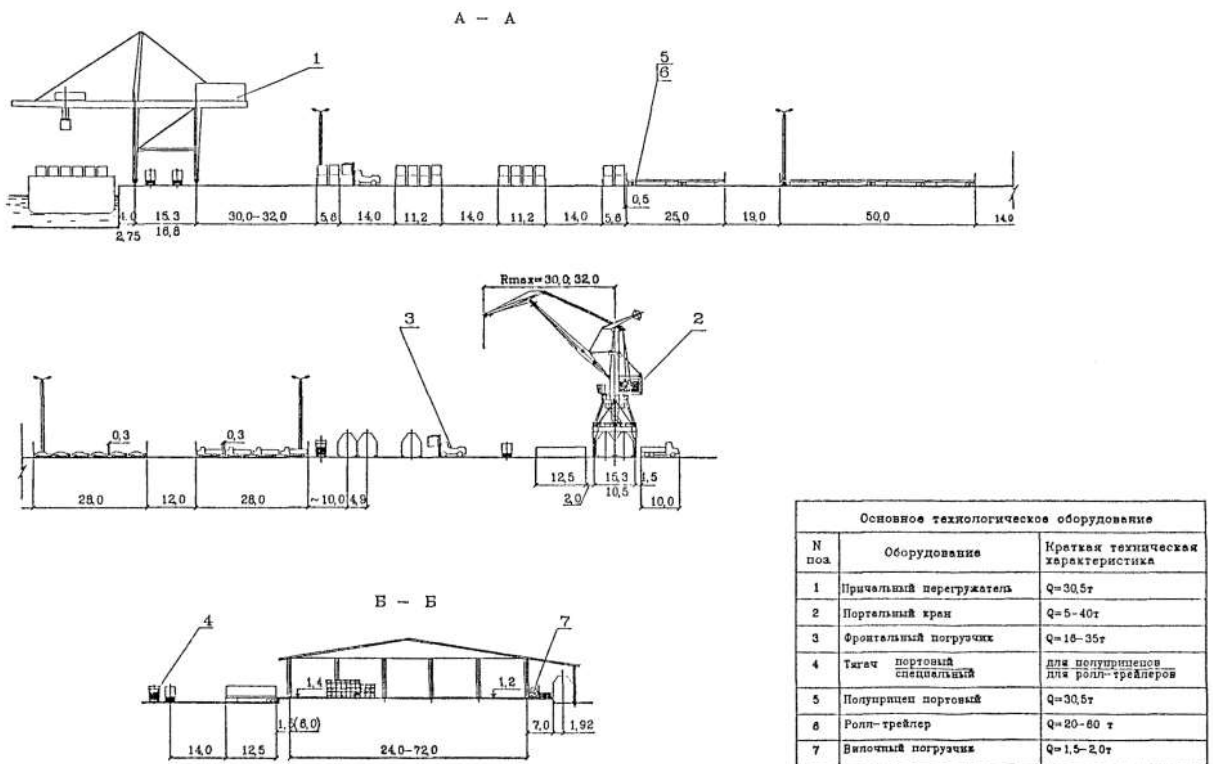 А – А
1
5
6
1,0
15,3
30,0-32,0
5,6
14,0
11,2
14,0
11,2
14,0
5,6
0,5
25,0
19,0
50,0
14,0
2,75
16,8
Rmax=30,0; 32,0
3
2
0,3
0,3
28,0
12,0
28,0
~10,0
4,9
12,5
15,3
1,5
2,0
10,5
10,0
Б – Б
4
7
1,4
1,2
1,5(6,0)
7,0
1,92
14,0
12,5
24,0-72,0
Основное технологическое оборудование
N поз.
Оборудование
Краткая техническая
характеристика
1 Причальный перегружатель Q=30,5т
2 Портальный кран Q=5-40т
3 Фронтальный погрузчик Q=16-35т
4 Тягач портовый для полуприцепов
специальный для ролл-трейлеров
5 Полуприцеп портовый Q=30,5т
6 Ролл-трейлер Q=20-60 т
7 Вилочный погрузчик Q=1,5-2,0т